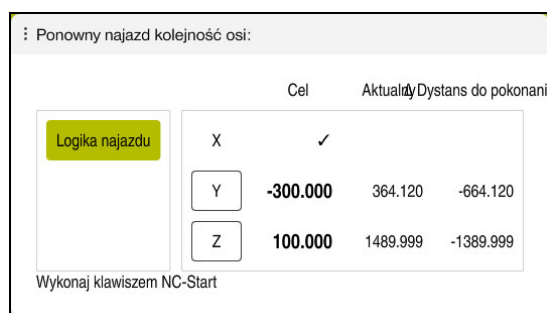 Ponowny najazd kolejność osi:
Cel Aktualny Δ Dystans do pokonani
Logika najazdu X ✓
Y -300.000 364.120 -664.120
Z 100.000 1489.999 -1389.999
Wykonaj klawiszem NC-Start